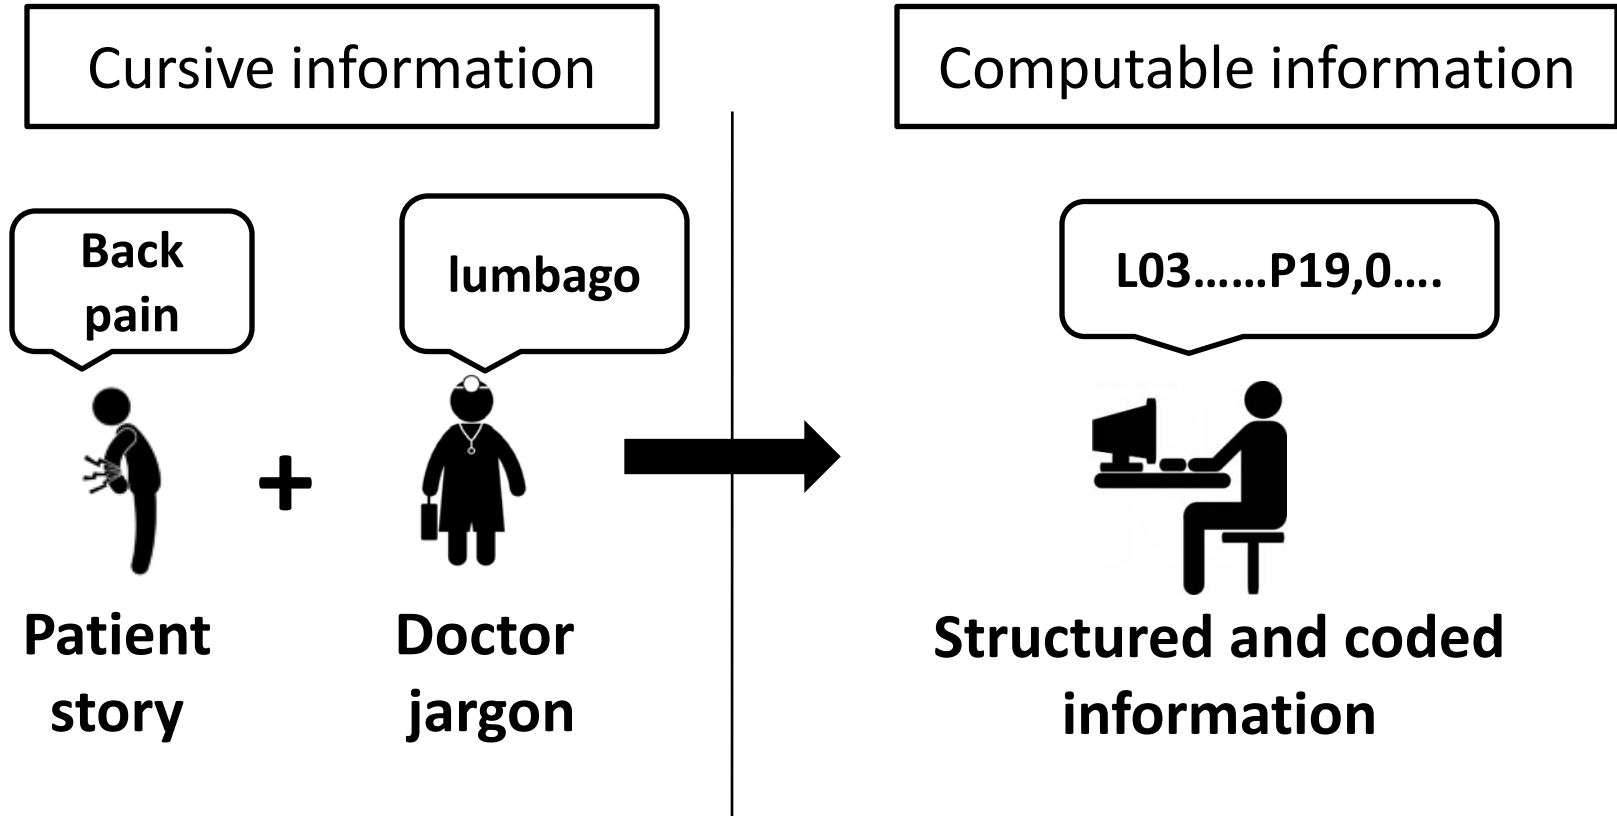 Cursive information
Computable information
Back
pain
lumbago
L03......P19,0....
+
Patient
story
Doctor
jargon
Structured and coded
information